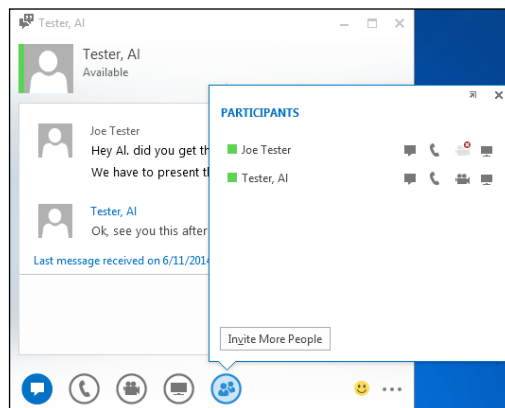 Tester, Al
Tester, Al
Available
PARTICIPANTS
Joe Tester
Tester, Al
Invite More People
Joe Tester
Hey Al. did you get th
We have to present t
Tester, Al
Ok, see you this after
Last message received on 6/11/2014